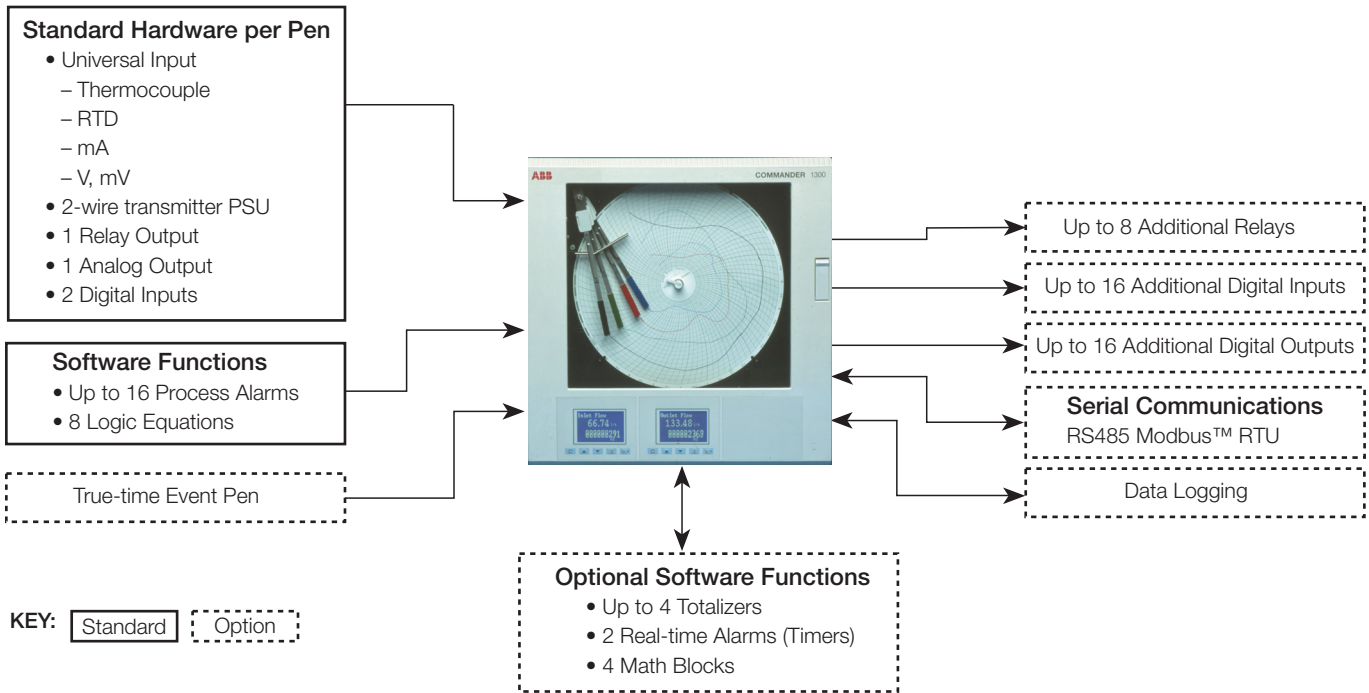 Standard Hardware per Pen
• Universal Input
– Thermocouple
– RTD
– mA
– V, mV
• 2-wire transmitter PSU
• 1 Relay Output
• 1 Analog Output
• 2 Digital Inputs
Software Functions
• Up to 16 Process Alarms
• 8 Logic Equations
True-time Event Pen
KEY: Standard Option
ABB COMMANDER 1300
Inlet Flow
66.74
Outlet Flow
133.48
Optional Software Functions
• Up to 4 Totalizers
• 2 Real-time Alarms (Timers)
• 4 Math Blocks
Up to 8 Additional Relays
Up to 16 Additional Digital Inputs
Up to 16 Additional Digital Outputs
Serial Communications
RS485 Modbus™ RTU
Data Logging